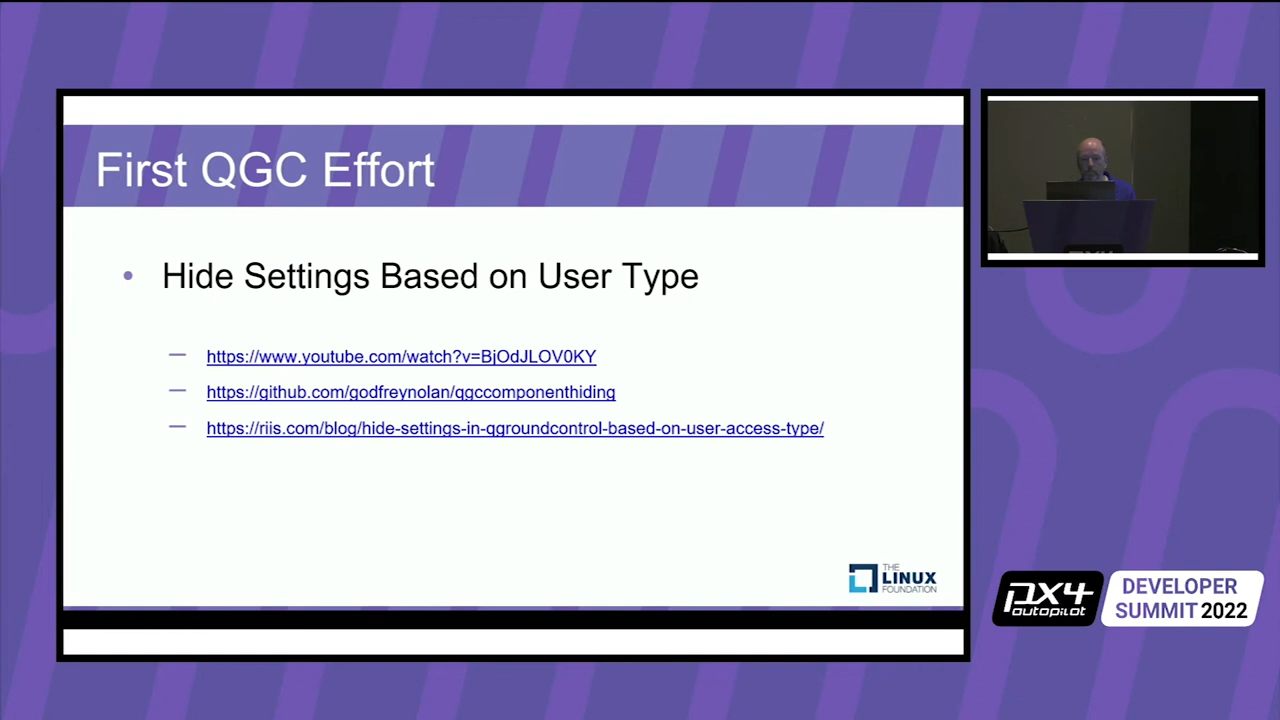 First QGC Effort
• Hide Settings Based on User Type
— https://www.youtube.com/watch?v=BjOdJLOV0KY
— https://github.com/godfreynolan/qgccomponenthiding
— https://riis.com/blog/hide-settings-in-qgroundcontrol-based-on-user-access-type/
THE
LINUX
FOUNDATION
px4
autopilot
DEVELOPER
SUMMIT 2022